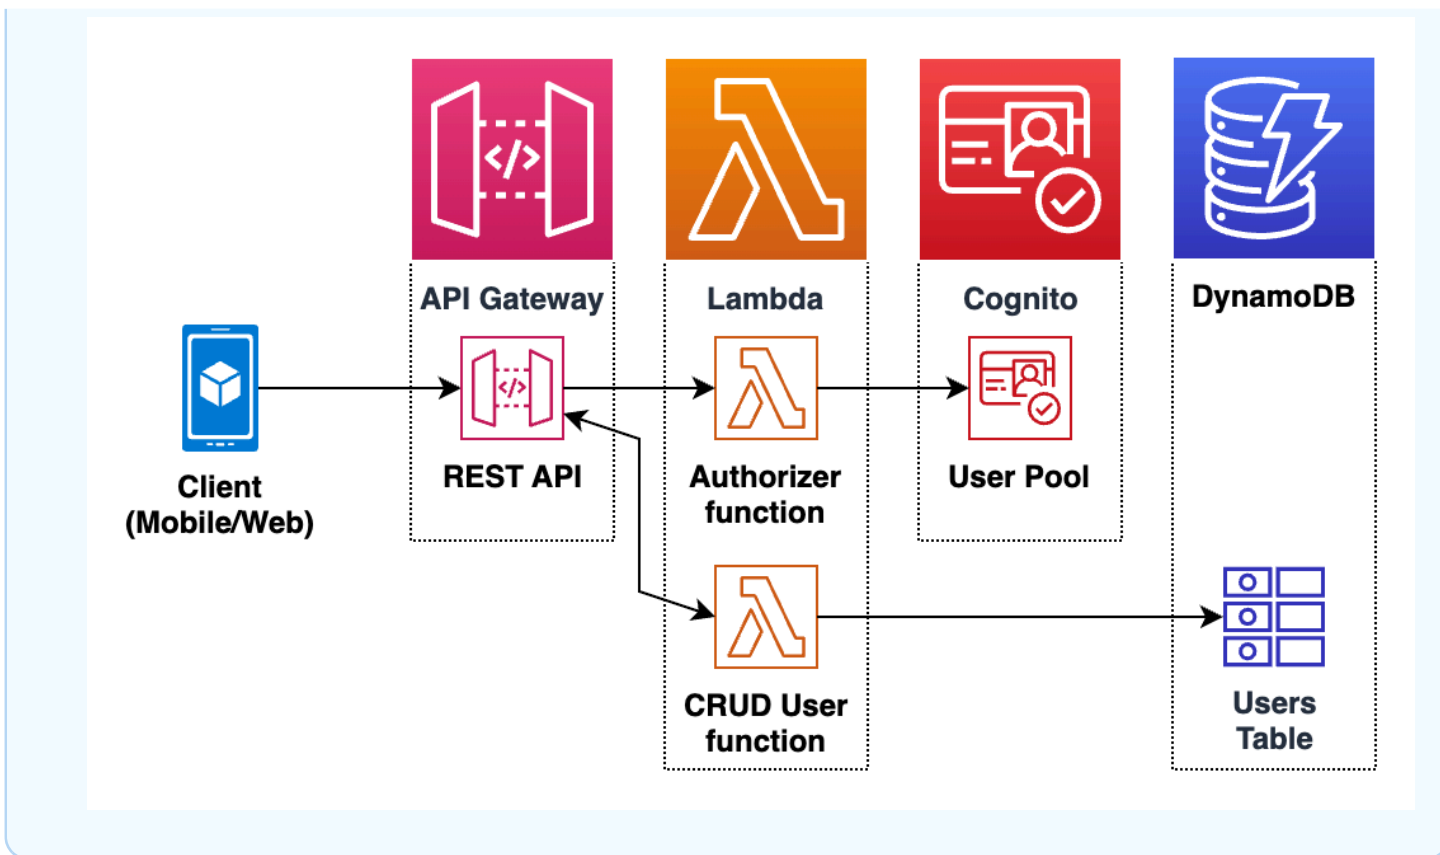 API Gateway
Lambda
Cognito
DynamoDB
</>
</>
Client
(Mobile/Web)
REST API
Authorizer
function
User Pool
CRUD User
function
Users
Table